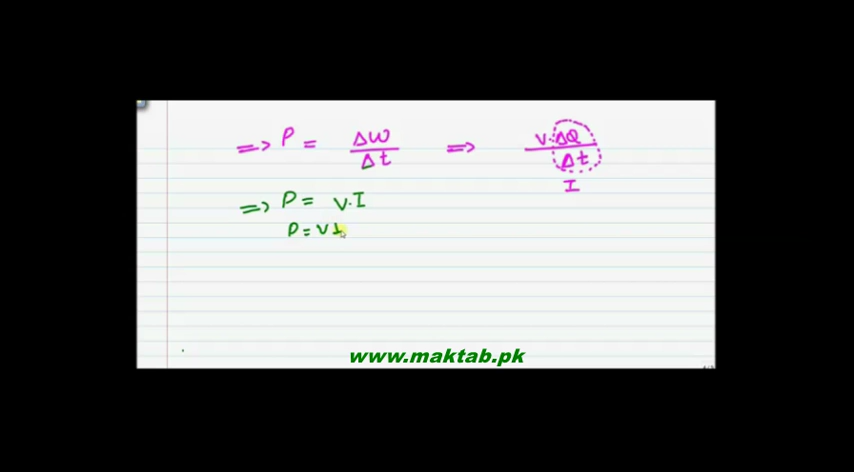 => P = ΔW / Δt => V.ΔQ / Δt
I
=> P = V.I
P = VI
www.maktab.pk